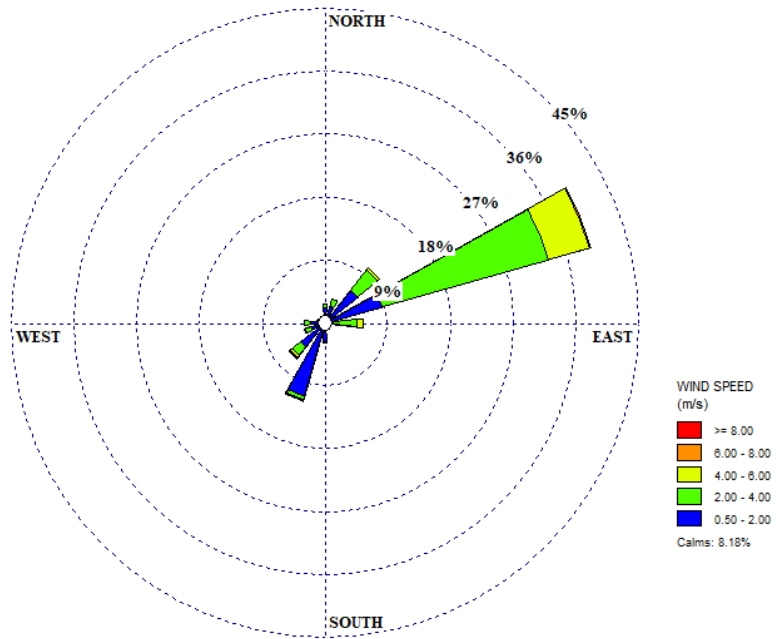 NORTH
45%
36%
27%
18%
9%
WEST
EAST
SOUTH
WIND SPEED
(m/s)
>= 8.00
6.00 - 8.00
4.00 - 6.00
2.00 - 4.00
0.50 - 2.00
Calms: 8.18%